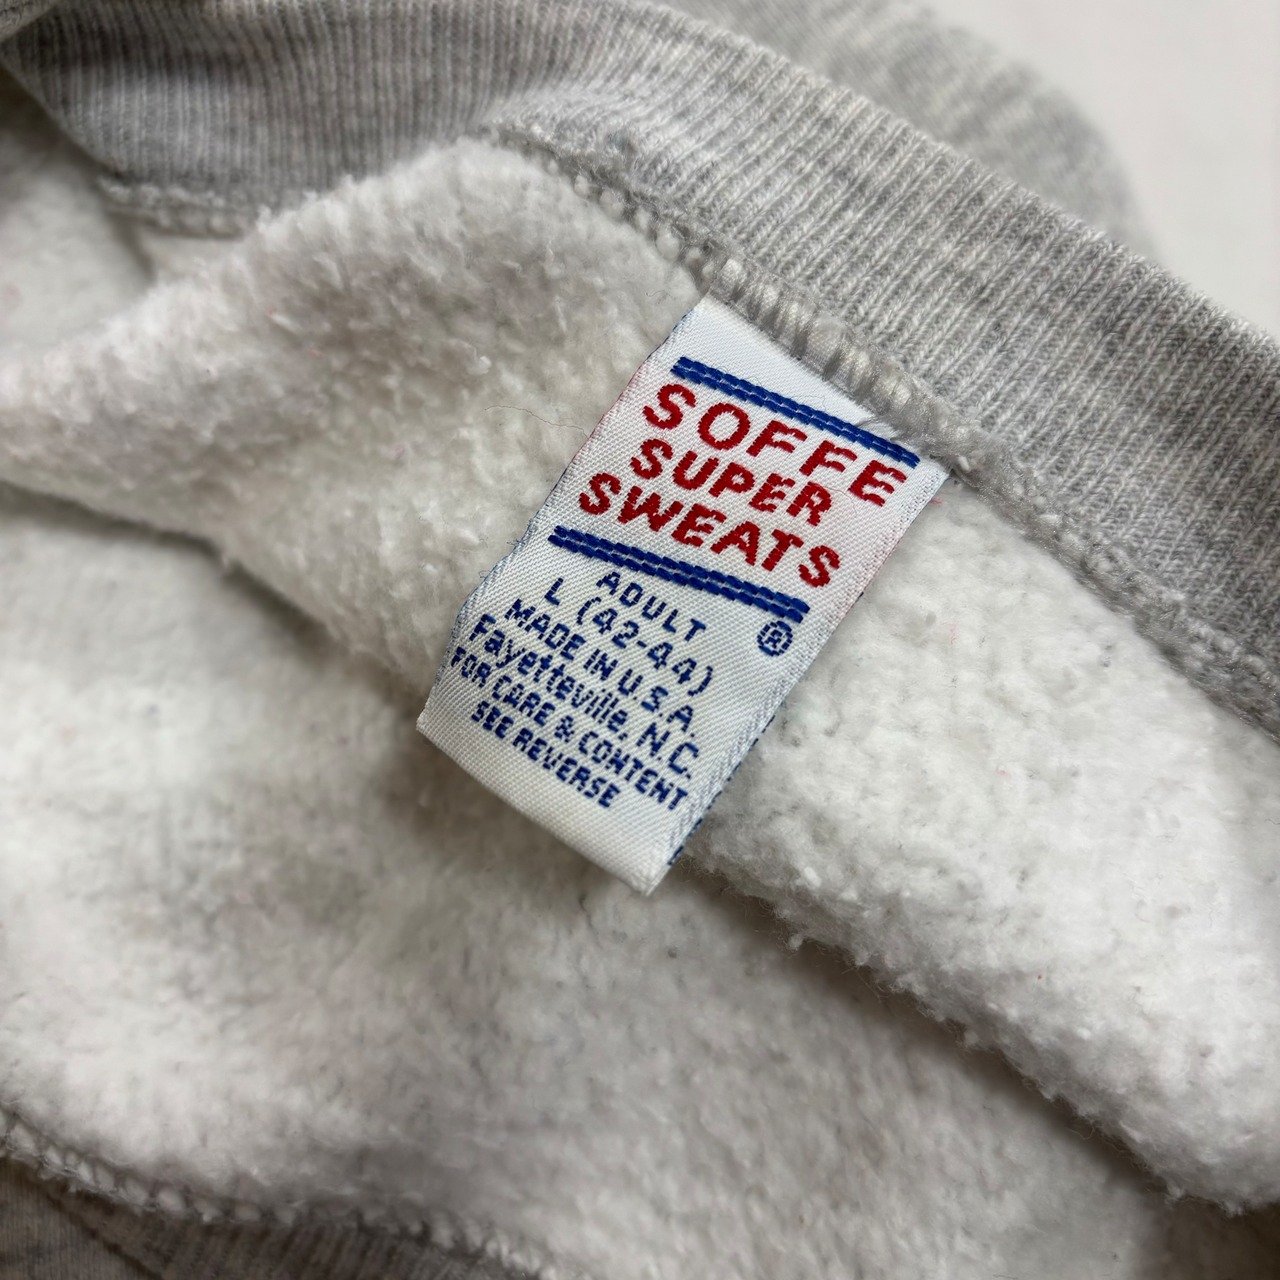 SOFFE
SUPER
SWEATS
®
ADULT
L (42-44)
MADE IN U.S.A.
Fayetteville, N.C.
FOR CARE & CONTENT
SEE REVERSE